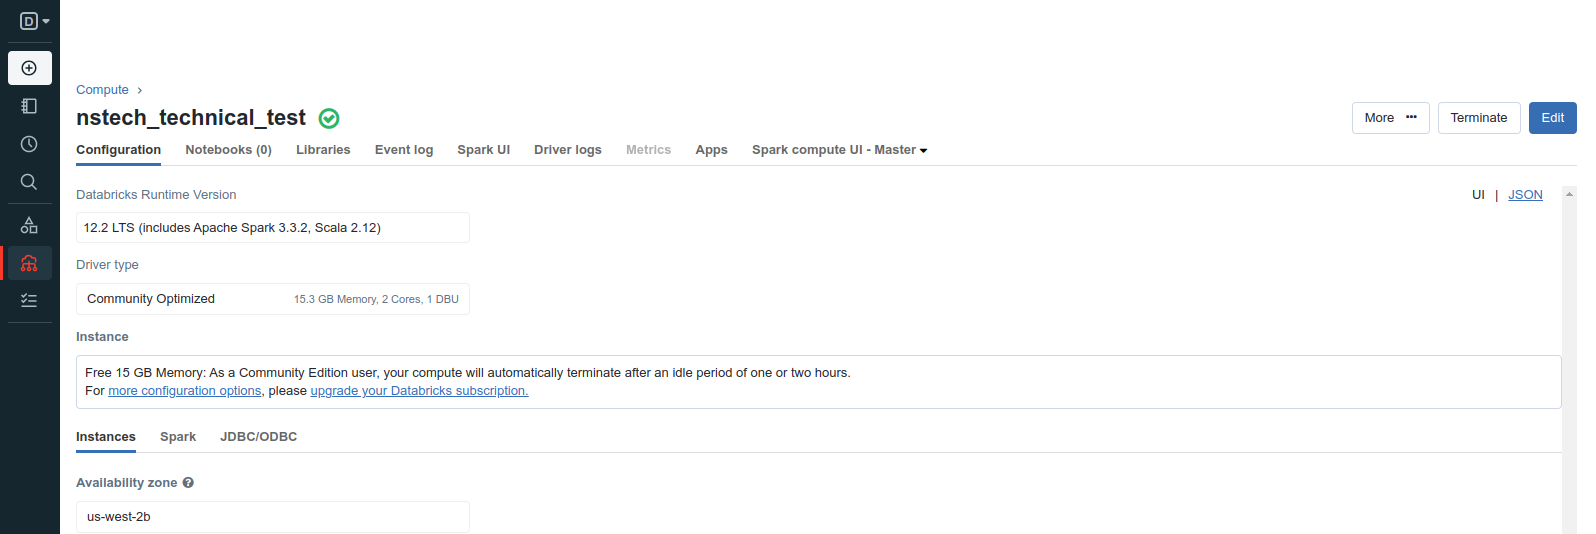 D
Compute ›
nstech_technical_test
More ··· Terminate Edit
Configuration Notebooks (0) Libraries Event log Spark UI Driver logs Metrics Apps Spark compute UI - Master
Databricks Runtime Version
UI | JSON
12.2 LTS (includes Apache Spark 3.3.2, Scala 2.12)
Driver type
Community Optimized 15.3 GB Memory, 2 Cores, 1 DBU
Instance
Free 15 GB Memory: As a Community Edition user, your compute will automatically terminate after an idle period of one or two hours.
For more configuration options, please upgrade your Databricks subscription.
Instances Spark JDBC/ODBC
Availability zone ?
us-west-2b